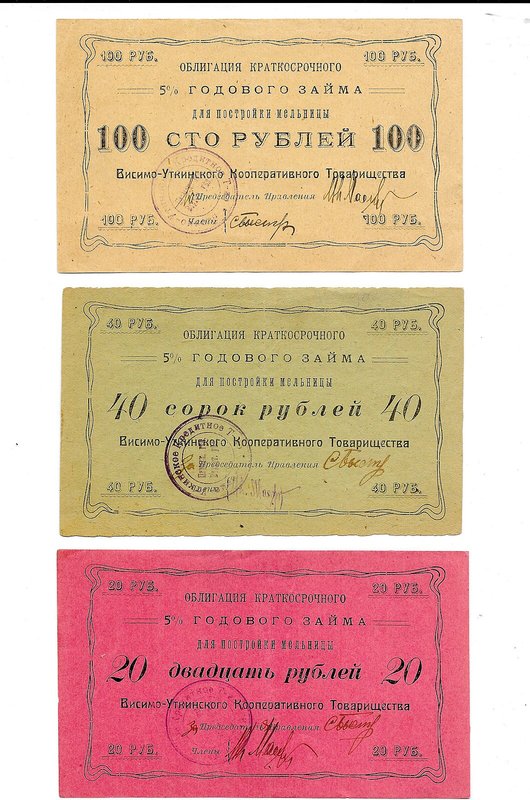 100 РУБ. 100 РУБ.
ОБЛИГАЦИЯ КРАТКОСРОЧНОГО
5% ГОДОВОГО ЗАЙМА
для постройки мельницы
100 СТО РУБЛЕЙ 100
Висимо-Уткинского Кооперативного Товарищества
Председатель Правления
Члены
100 РУБ. 100 РУБ.
40 РУБ. 40 РУБ.
ОБЛИГАЦИЯ КРАТКОСРОЧНОГО
5% ГОДОВОГО ЗАЙМА
для постройки мельницы
40 сорок рублей 40
Висимо-Уткинского Кооперативного Товарищества
Кредитное Т
За Председатель Правления
40 РУБ. 40 РУБ.
20 РУБ. 20 РУБ.
ОБЛИГАЦИЯ КРАТКОСРОЧНОГО
5% ГОДОВОГО ЗАЙМА
для постройки мельницы
20 двадцать рублей 20
Висимо-Уткинского Кооперативного Товарищества
За Председатель Правления
Члены
20 РУБ. 20 РУБ.